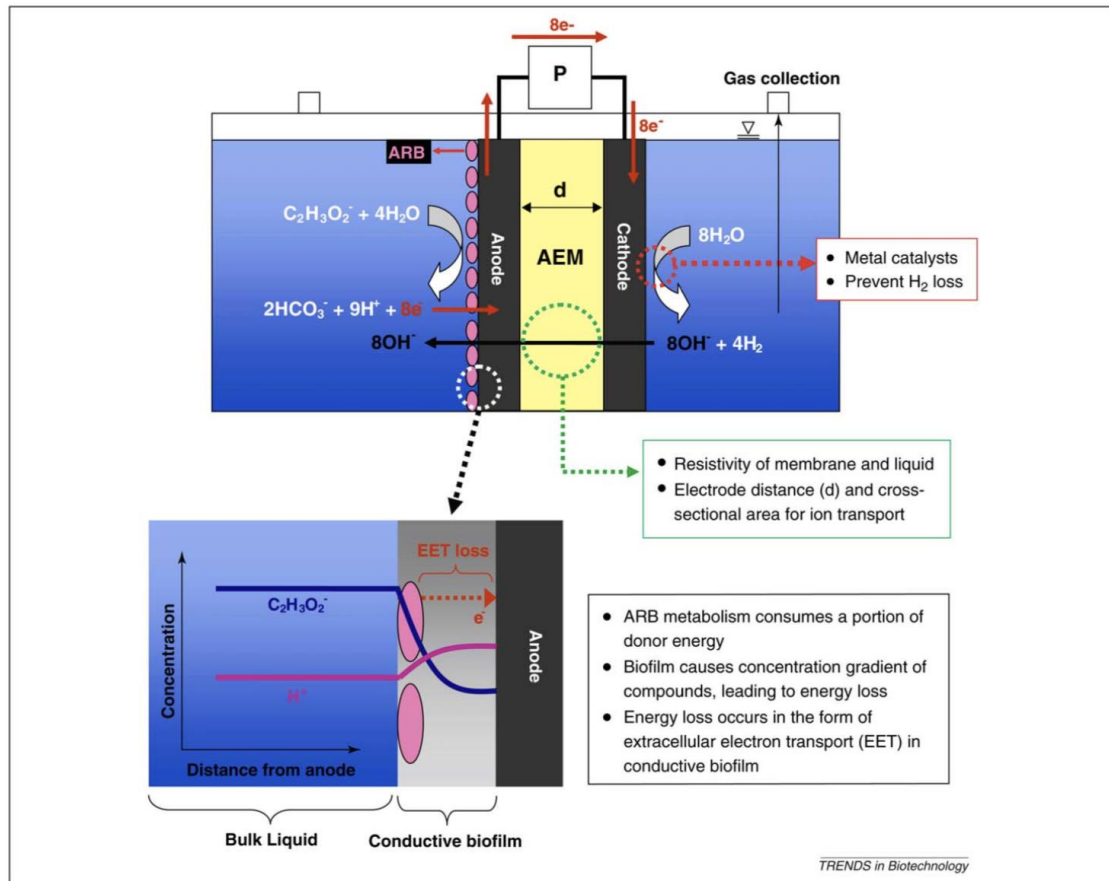 8e-
P
Gas collection
8e⁻
ARB
d
C₂H₃O₂⁻ + 4H₂O
Anode
AEM
Cathode
8H₂O
2HCO₃⁻ + 9H⁺ + 8e⁻
8OH⁻
8OH⁻ + 4H₂
• Metal catalysts
• Prevent H₂ loss
• Resistivity of membrane and liquid
• Electrode distance (d) and cross-
sectional area for ion transport
Concentration
C₂H₃O₂⁻
H⁺
Distance from anode
EET loss
e⁻
Anode
Bulk Liquid
Conductive biofilm
• ARB metabolism consumes a portion of
donor energy
• Biofilm causes concentration gradient of
compounds, leading to energy loss
• Energy loss occurs in the form of
extracellular electron transport (EET) in
conductive biofilm
TRENDS in Biotechnology